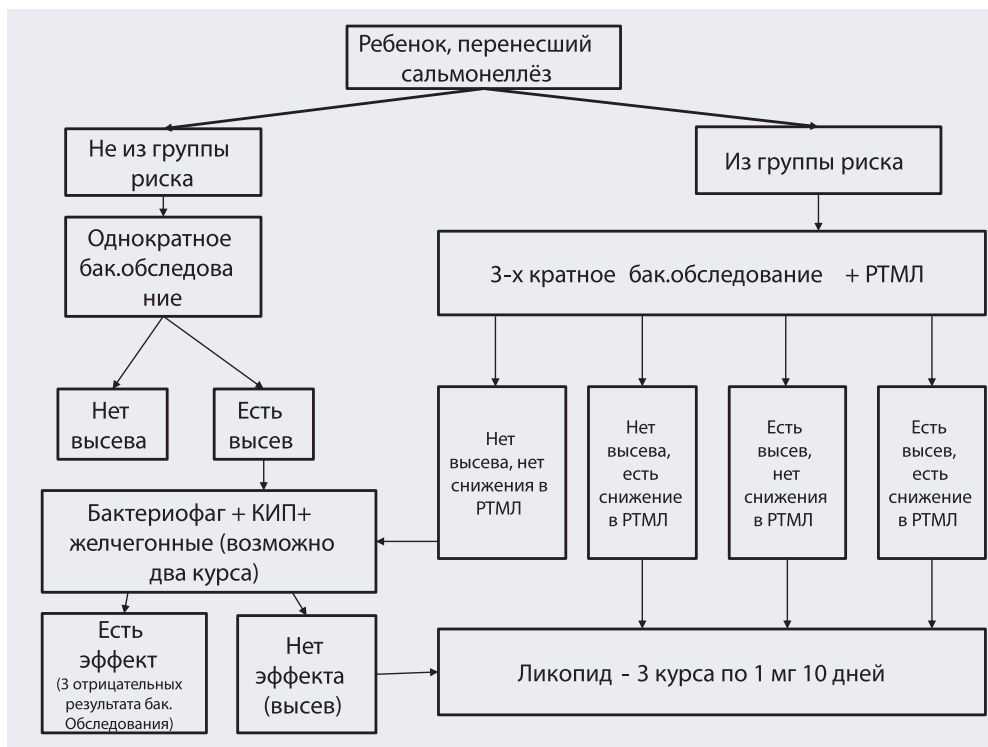 Ребенок, перенесший
сальмонеллёз
Не из группы
риска
Из группы риска
Однократное
бак.обследова
ние
3-х кратное бак.обследование + РТМЛ
Нет
высева
Есть
высев
Нет
высева, нет
снижения в
РТМЛ
Нет
высева,
есть
снижение
в РТМЛ
Есть
высев,
нет
снижения
в РТМЛ
Есть
высев,
есть
снижение
в РТМЛ
Бактериофаг + КИП+
желчегонные (возможно
два курса)
Есть
эффект
(3 отрицательных
результата бак.
Обследования)
Нет
эффекта
(высев)
Ликопид - 3 курса по 1 мг 10 дней